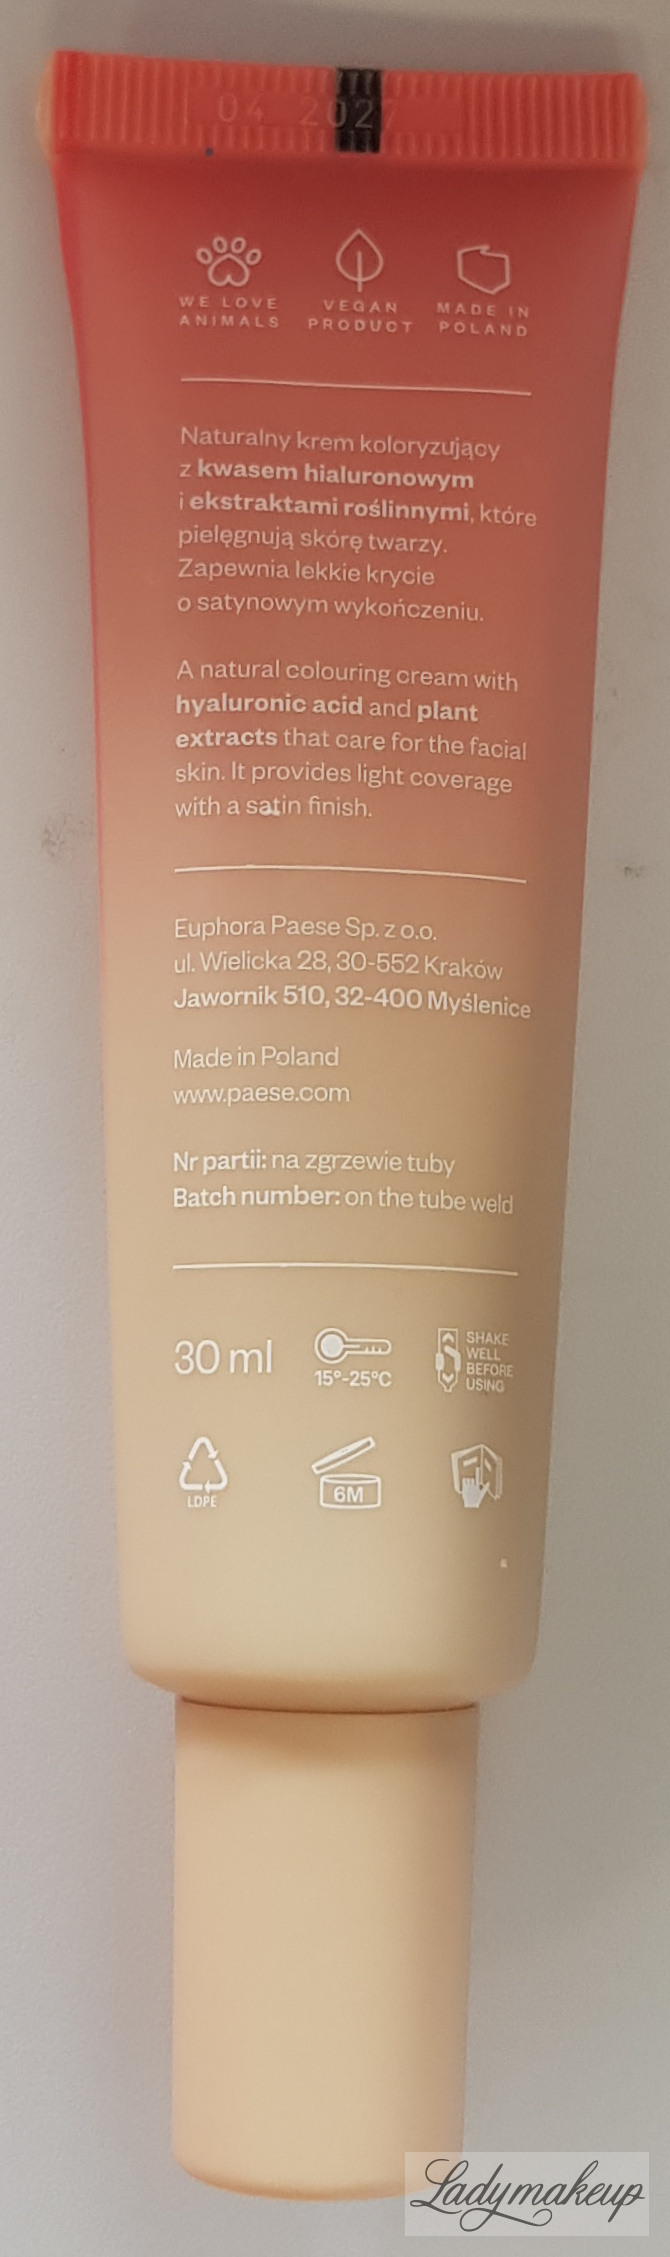 04 2027
WE LOVE
ANIMALS
VEGAN
PRODUCT
MADE IN
POLAND
Naturalny krem koloryzujący
z kwasem hialuronowym
i ekstraktami roślinnymi, które
pielęgnują skórę twarzy.
Zapewnia lekkie krycie
o satynowym wykończeniu.
A natural colouring cream with
hyaluronic acid and plant
extracts that care for the facial
skin. It provides light coverage
with a satin finish.
Euphora Paese Sp. z o.o.
ul. Wielicka 28, 30-552 Kraków
Jawornik 510, 32-400 Myślenice
Made in Poland
www.paese.com
Nr partii: na zgrzewie tuby
Batch number: on the tube weld
30 ml
15°-25°C
SHAKE
WELL
BEFORE
USING
LDPE
6M
Ladymakeup